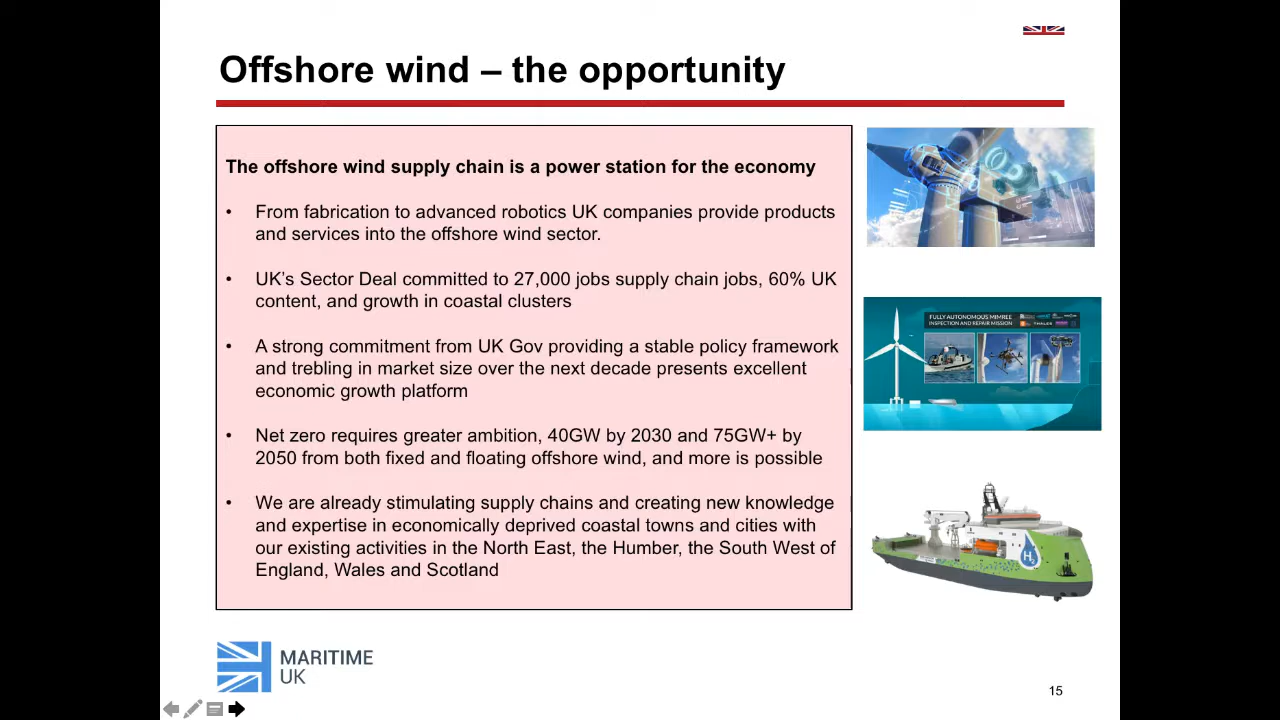 Offshore wind – the opportunity
The offshore wind supply chain is a power station for the economy
• From fabrication to advanced robotics UK companies provide products
and services into the offshore wind sector.
• UK’s Sector Deal committed to 27,000 jobs supply chain jobs, 60% UK
content, and growth in coastal clusters
• A strong commitment from UK Gov providing a stable policy framework
and trebling in market size over the next decade presents excellent
economic growth platform
• Net zero requires greater ambition, 40GW by 2030 and 75GW+ by
2050 from both fixed and floating offshore wind, and more is possible
• We are already stimulating supply chains and creating new knowledge
and expertise in economically deprived coastal towns and cities with
our existing activities in the North East, the Humber, the South West of
England, Wales and Scotland
FULLY AUTONOMOUS MIMREE
INSPECTION AND REPAIR MISSION
THALES
H2
MARITIME
UK
15